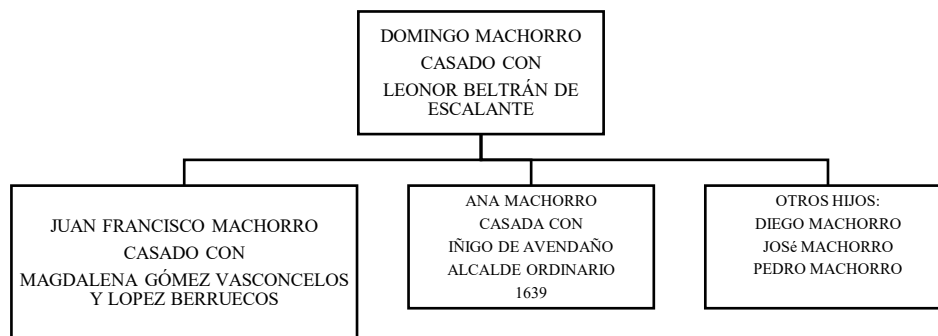 DOMINGO MACHORRO
CASADO CON
LEONOR BELTRÁN DE
ESCALANTE
JUAN FRANCISCO MACHORRO
CASADO CON
MAGDALENA GÓMEZ VASCONCELOS
Y LOPEZ BERRUECOS
ANA MACHORRO
CASADA CON
IÑIGO DE AVENDAÑO
ALCALDE ORDINARIO
1639
OTROS HIJOS:
DIEGO MACHORRO
JOSé MACHORRO
PEDRO MACHORRO